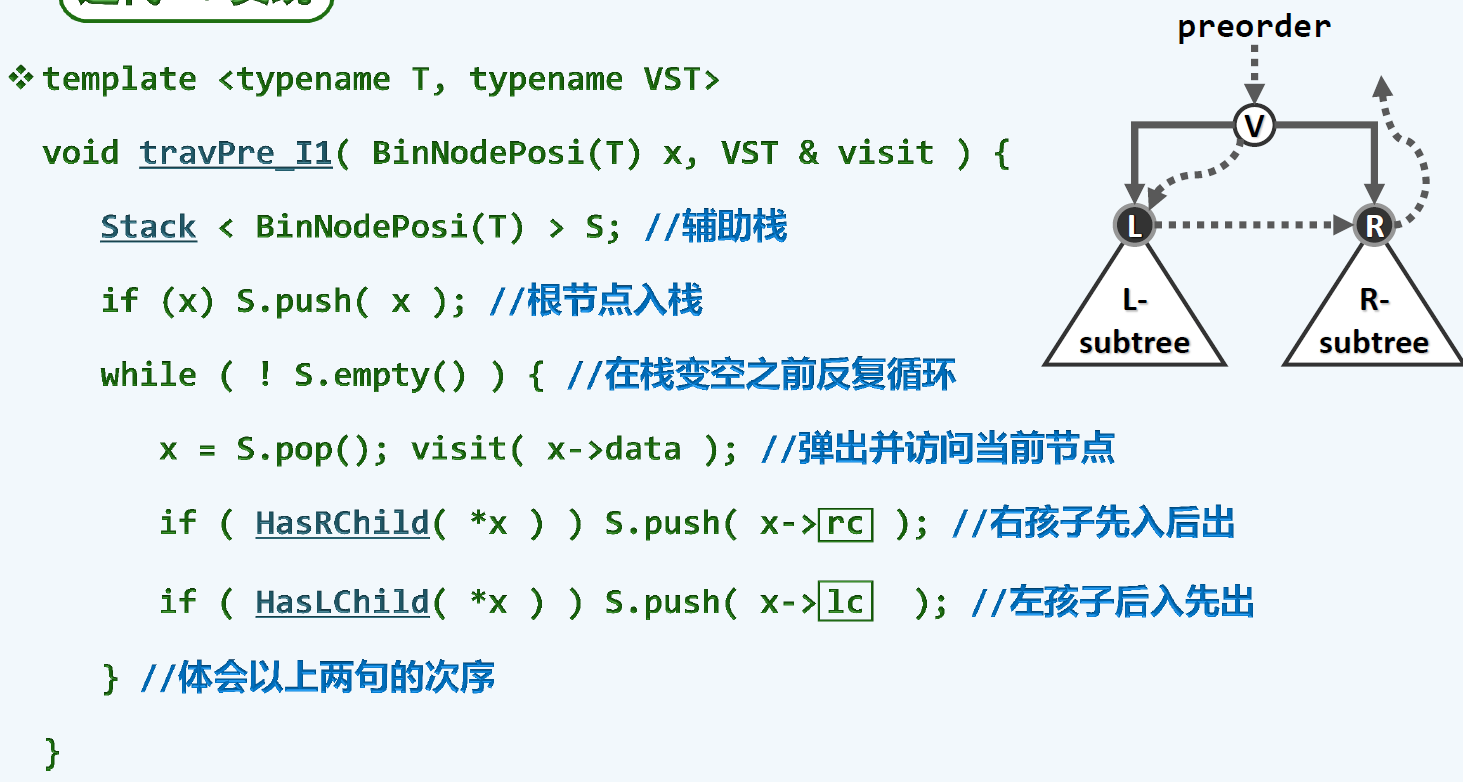 template <typename T, typename VST>
void travPre_I1( BinNodePosi(T) x, VST & visit ) {
Stack < BinNodePosi(T) > S; //辅助栈
if (x) S.push( x ); //根节点入栈
while ( ! S.empty() ) { //在栈变空之前反复循环
x = S.pop(); visit( x->data ); //弹出并访问当前节点
if ( HasRChild( *x ) ) S.push( x->rc ); //右孩子先入后出
if ( HasLChild( *x ) ) S.push( x->lc ); //左孩子后入先出
} //体会以上两句的次序
}
preorder
V
L
R
L-
subtree
R-
subtree